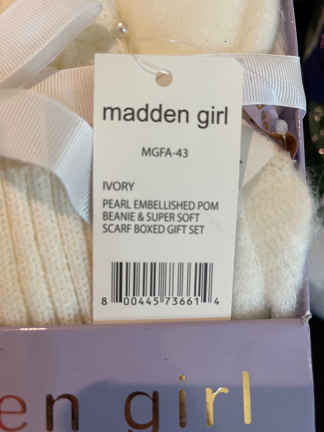 madden girl
MGFA-43
IVORY
PEARL EMBELLISHED POM
BEANIE & SUPER SOFT
SCARF BOXED GIFT SET
8 00445 73661 4
en girl